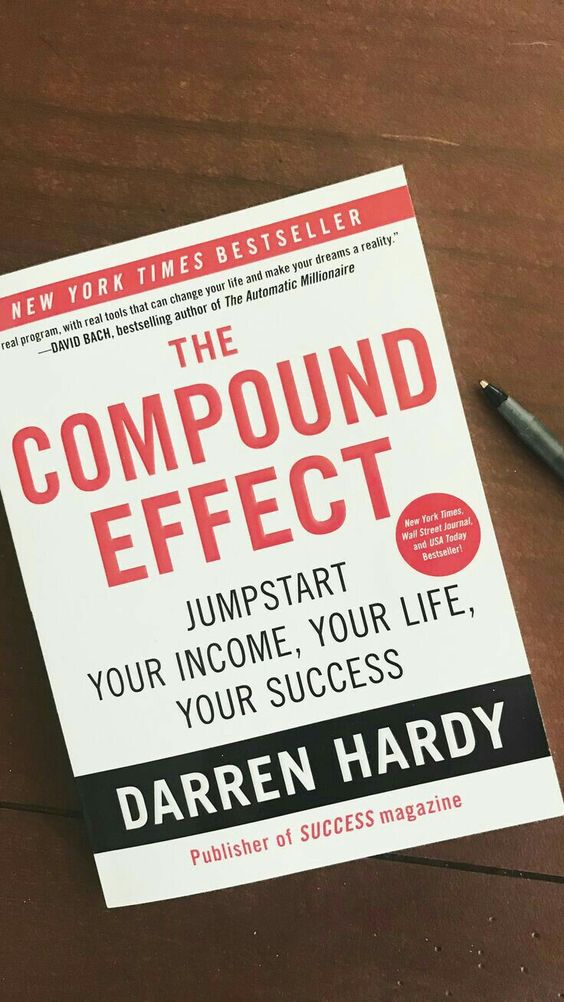 NEW YORK TIMES BESTSELLER
real program, with real tools that can change your life and make your dreams a reality.”
—DAVID BACH, bestselling author of The Automatic Millionaire
THE
COMPOUND
EFFECT
New York Times,
Wall Street Journal,
and USA Today
Bestseller!
JUMPSTART
YOUR INCOME, YOUR LIFE,
YOUR SUCCESS
DARREN HARDY
Publisher of SUCCESS magazine